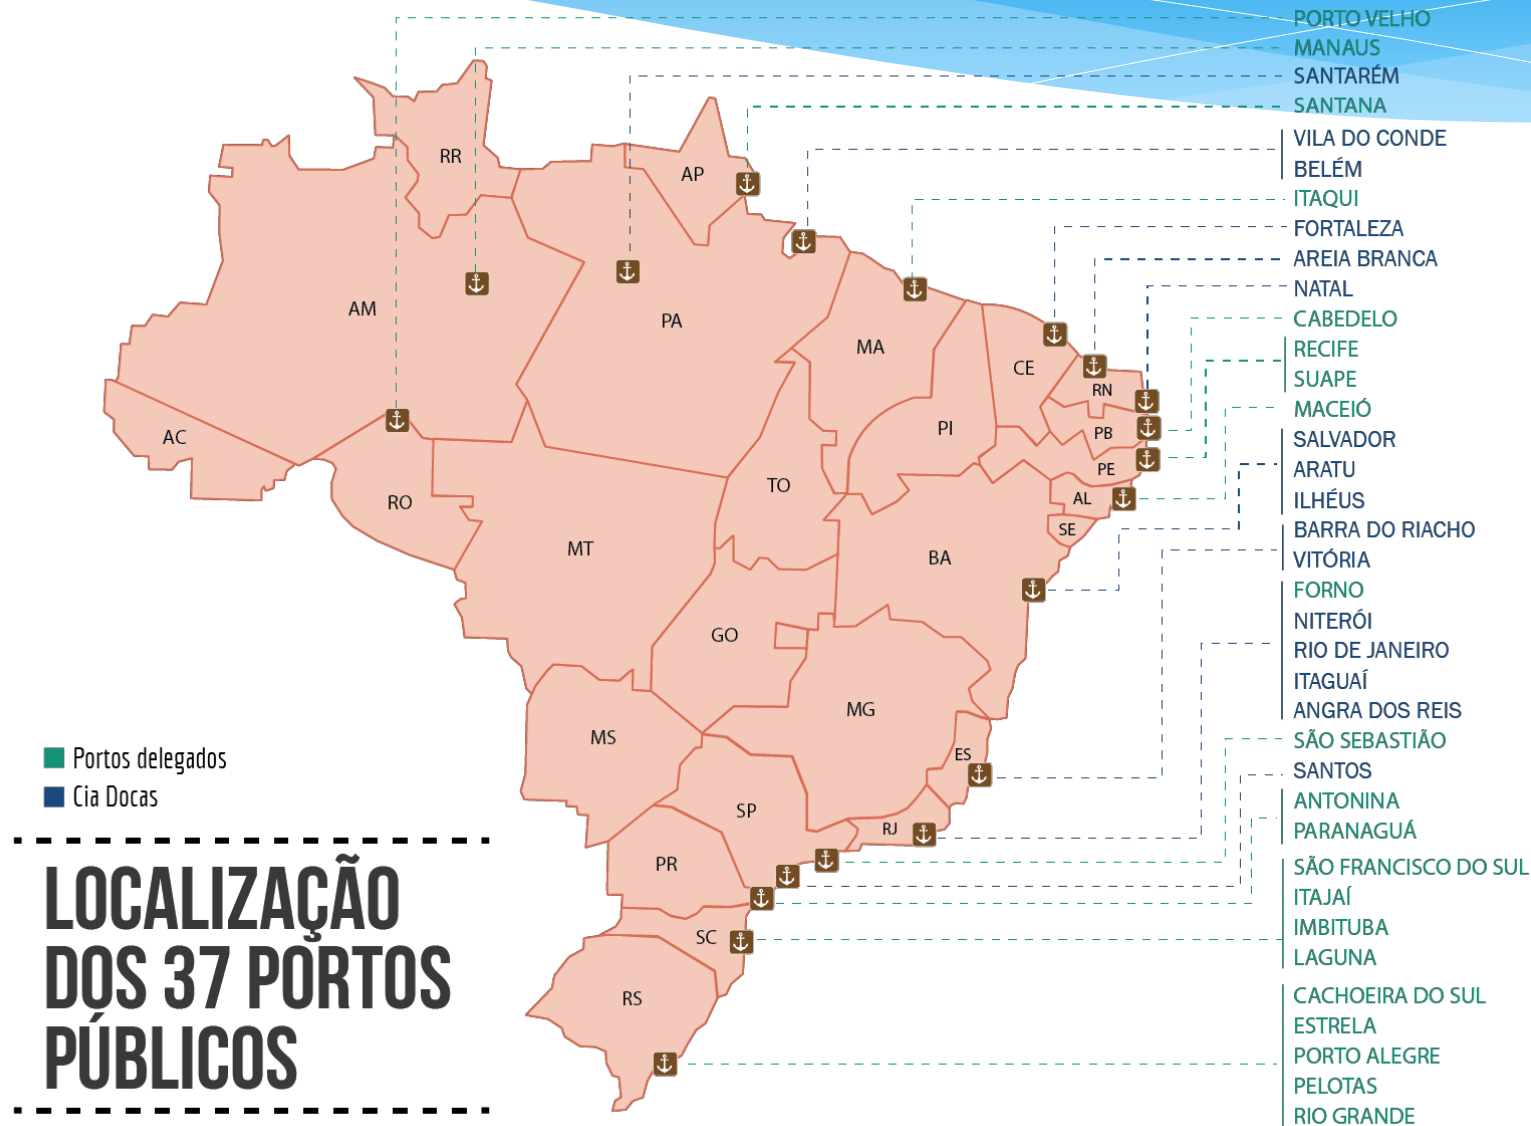 PORTO VELHO
MANAUS
SANTARÉM
SANTANA
VILA DO CONDE
BELÉM
ITAQUI
FORTALEZA
AREIA BRANCA
NATAL
CABEDELO
RECIFE
SUAPE
MACEIÓ
SALVADOR
ARATU
ILHÉUS
BARRA DO RIACHO
VITÓRIA
FORNO
NITERÓI
RIO DE JANEIRO
ITAGUAÍ
ANGRA DOS REIS
SÃO SEBASTIÃO
SANTOS
ANTONINA
PARANAGUÁ
SÃO FRANCISCO DO SUL
ITAJAÍ
IMBITUBA
LAGUNA
CACHOEIRA DO SUL
ESTRELA
PORTO ALEGRE
PELOTAS
RIO GRANDE
RR
AP
AM
PA
MA
CE
RN
PI
PB
PE
AC
RO
TO
AL
SE
MT
BA
GO
MS
MG
ES
SP
RJ
PR
SC
RS
Portos delegados
Cia Docas
LOCALIZAÇÃO
DOS 37 PORTOS
PÚBLICOS